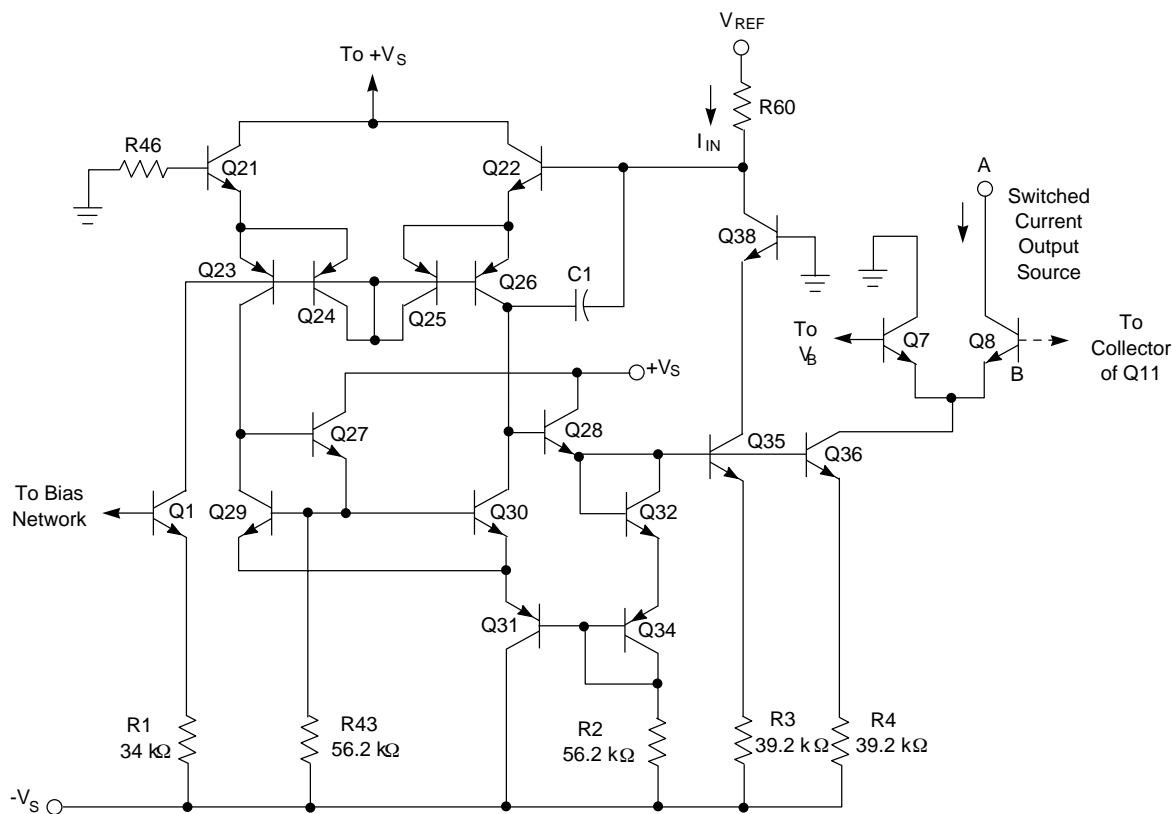 VREF
To +VS
R60
IIN
R46
Q21
Q22
A
Switched
Current
Output
Source
Q38
Q23
Q24
Q25
Q26
C1
To
VB
Q7
Q8
B
To
Collector
of Q11
+VS
Q27
Q28
Q35
Q36
To Bias
Network
Q1
Q29
Q30
Q32
Q31
Q34
R1
34 kΩ
R43
56.2 kΩ
R2
56.2 kΩ
R3
39.2 kΩ
R4
39.2 kΩ
-VS